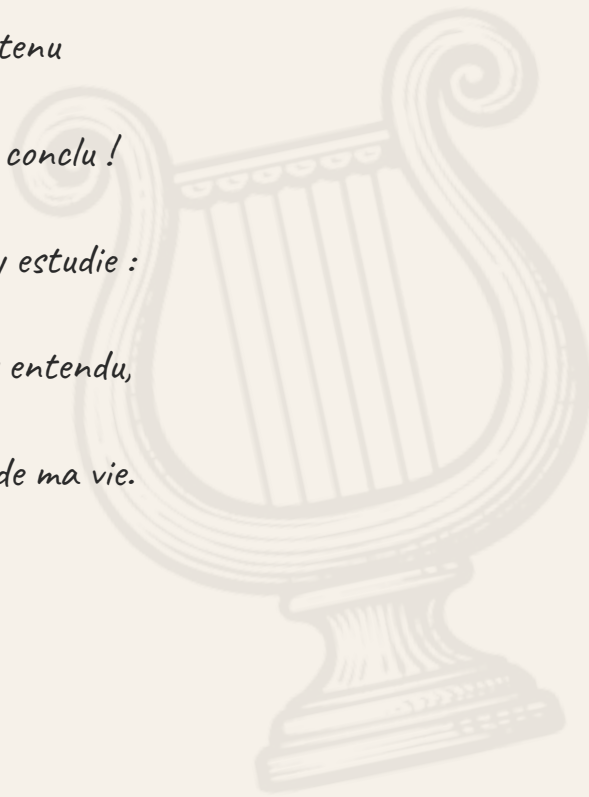 tenu
conclu !
estudie :
entendu,
de ma vie.